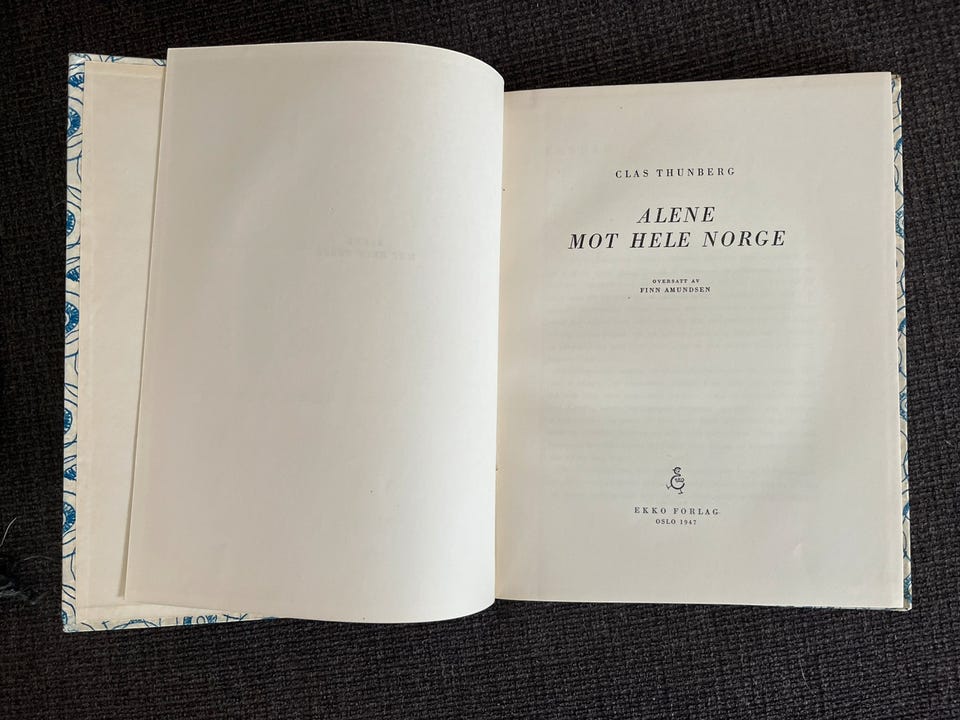 CLAS THUNBERG
ALENE
MOT HELE NORGE
OVERSATT AV
FINN AMUNDSEN
EKKO FORLAG
OSLO 1947